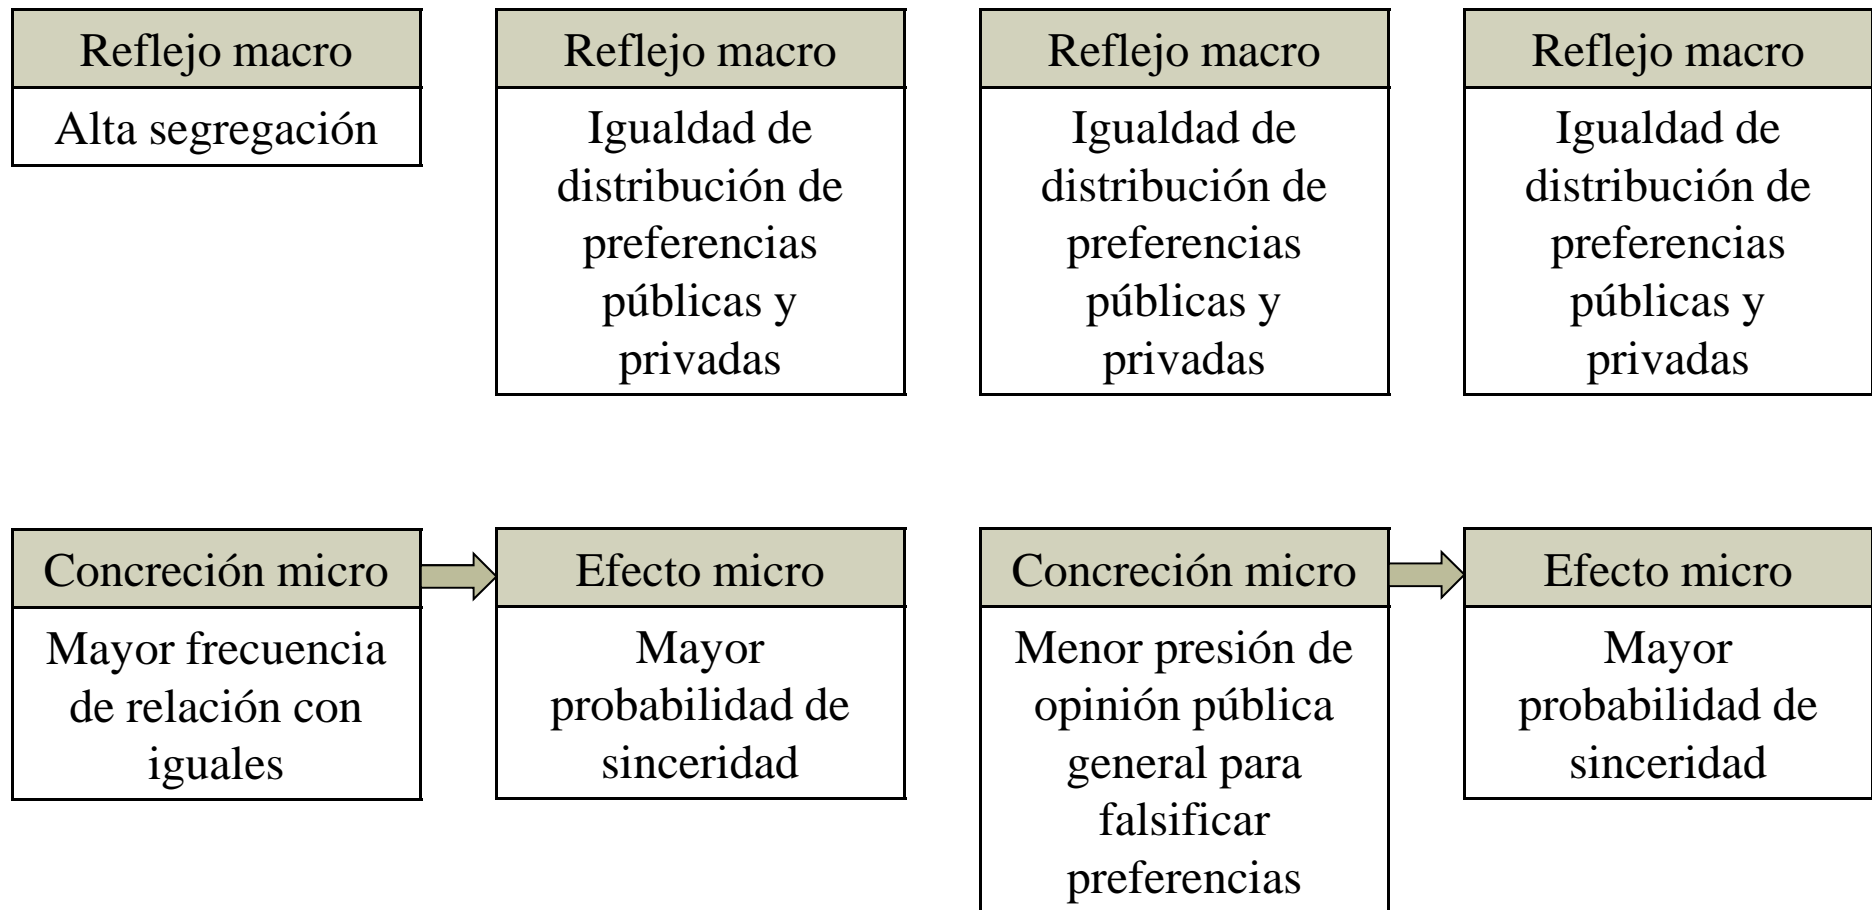 Reflejo macro
Alta segregación
Reflejo macro
Igualdad de
distribución de
preferencias
públicas y
privadas
Reflejo macro
Igualdad de
distribución de
preferencias
públicas y
privadas
Reflejo macro
Igualdad de
distribución de
preferencias
públicas y
privadas
Concreción micro
Mayor frecuencia
de relación con
iguales
Efecto micro
Mayor
probabilidad de
sinceridad
Concreción micro
Menor presión de
opinión pública
general para
falsificar
preferencias
Efecto micro
Mayor
probabilidad de
sinceridad